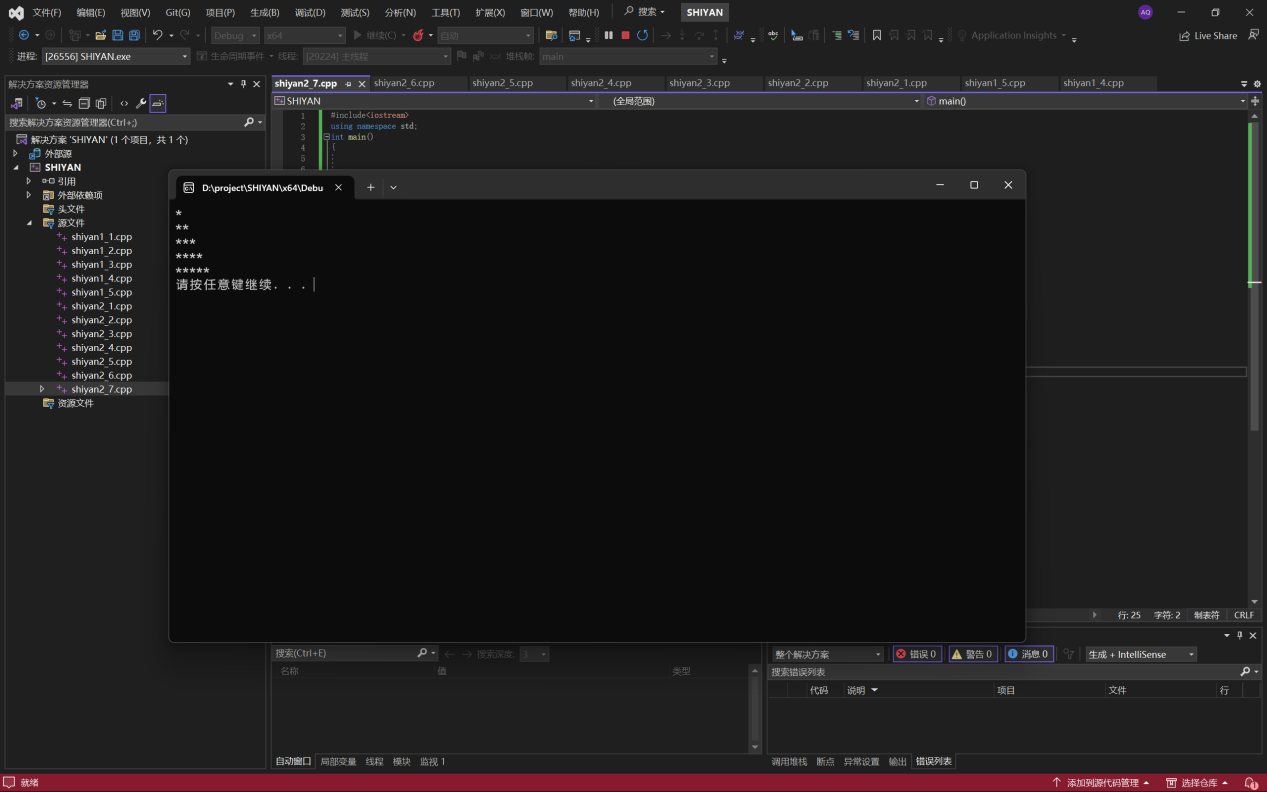 文件(F) 编辑(E) 视图(V) Git(G) 项目(P) 生成(B) 调试(D) 测试(S) 分析(N) 工具(T) 扩展(X) 窗口(W) 帮助(H) 搜索 SHIYAN AQ
Debug x64 继续(C) 自动 Application Insights Live Share
进程: [26556] SHIYAN.exe 生命周期事件 线程: [29224] 主线程 堆栈帧: main
解决方案资源管理器
搜索解决方案资源管理器(Ctrl+;)
解决方案 'SHIYAN' (1 个项目，共 1 个)
外部源
SHIYAN
引用
外部依赖项
头文件
源文件
shiyan1_1.cpp
shiyan1_2.cpp
shiyan1_3.cpp
shiyan1_4.cpp
shiyan1_5.cpp
shiyan2_1.cpp
shiyan2_2.cpp
shiyan2_3.cpp
shiyan2_4.cpp
shiyan2_5.cpp
shiyan2_6.cpp
shiyan2_7.cpp
资源文件
shiyan2_7.cpp shiyan2_6.cpp shiyan2_5.cpp shiyan2_4.cpp shiyan2_3.cpp shiyan2_2.cpp shiyan2_1.cpp shiyan1_5.cpp shiyan1_4.cpp
SHIYAN (全局范围) main()
1 #include<iostream>
2 using namespace std;
3 int main()
4 {
5
6
D:\project\SHIYAN\x64\Debu
*
**
***
****
*****
请按任意键继续. . .
行: 25 字符: 2 制表符 CRLF
搜索(Ctrl+E) 搜索深度: 3
名称 值 类型
自动窗口 局部变量 线程 模块 监视 1
整个解决方案 错误 0 警告 0 消息 0 生成 + IntelliSense
搜索错误列表
代码 说明 项目 文件 行
调用堆栈 断点 异常设置 输出 错误列表
就绪 添加到源代码管理 选择仓库 1